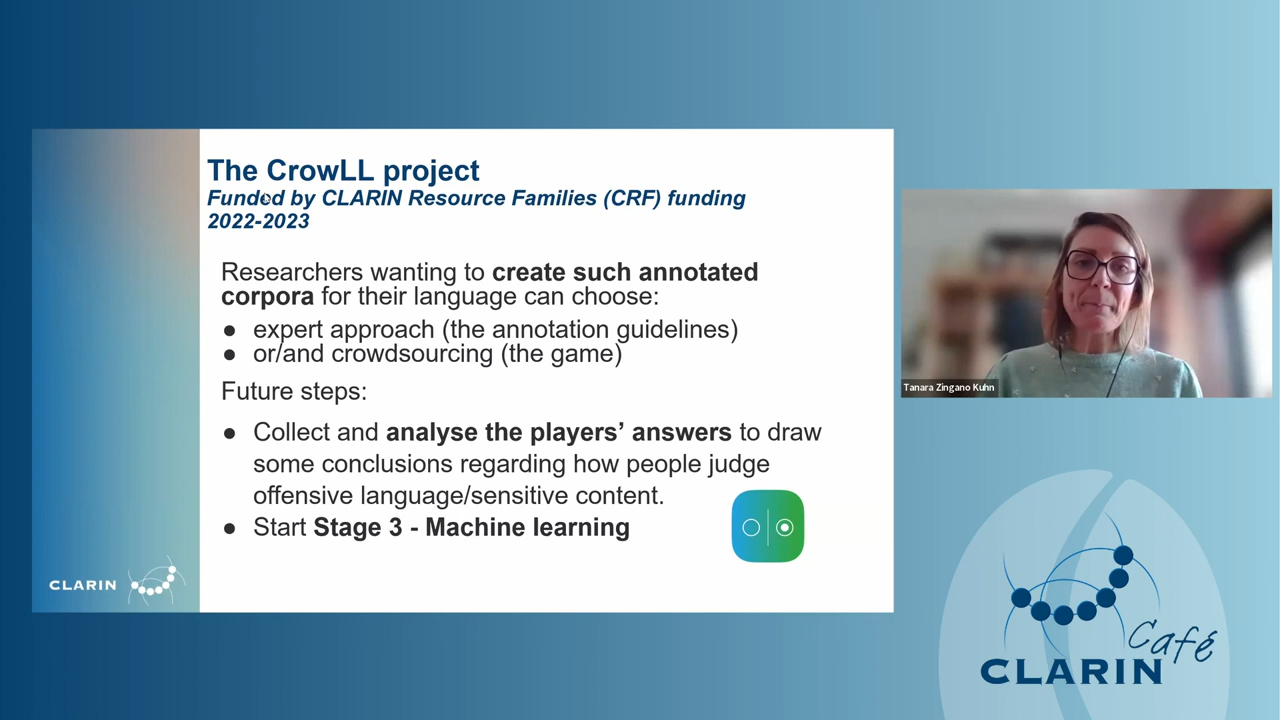 The CrowLL project
Funded by CLARIN Resource Families (CRF) funding
2022-2023
Researchers wanting to create such annotated
corpora for their language can choose:
● expert approach (the annotation guidelines)
● or/and crowdsourcing (the game)
Future steps:
● Collect and analyse the players’ answers to draw
some conclusions regarding how people judge
offensive language/sensitive content.
● Start Stage 3 - Machine learning
CLARIN
Tanara Zingano Kuhn
Café
CLARIN